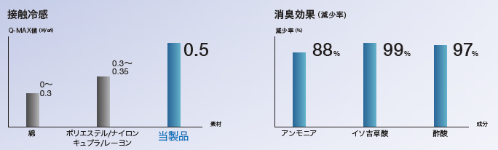 接触冷感
Q-MAX値 (W/㎠)
0〜
0.3
0.3〜
0.35
0.5
綿
ポリエステル/ナイロン
キュプラ/レーヨン
当製品
素材
消臭効果 (減少率)
減少率 (%)
88%
99%
97%
アンモニア
イソ吉草酸
酢酸
成分